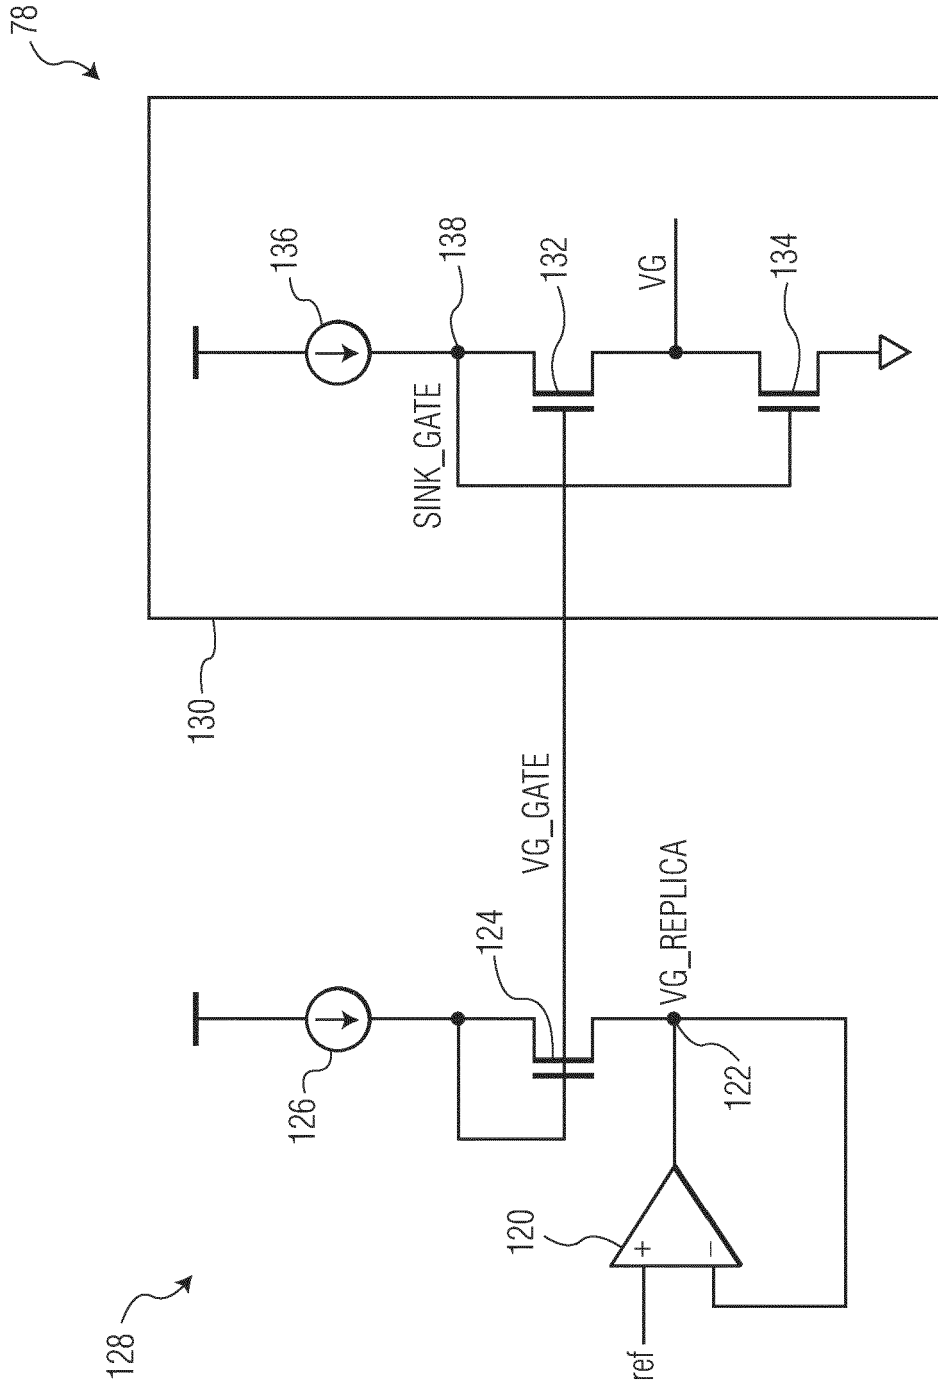 78
136
138
132
134
VG
SINK_GATE
130
VG_GATE
124
VG_REPLICA
122
126
120
+
−
ref
128